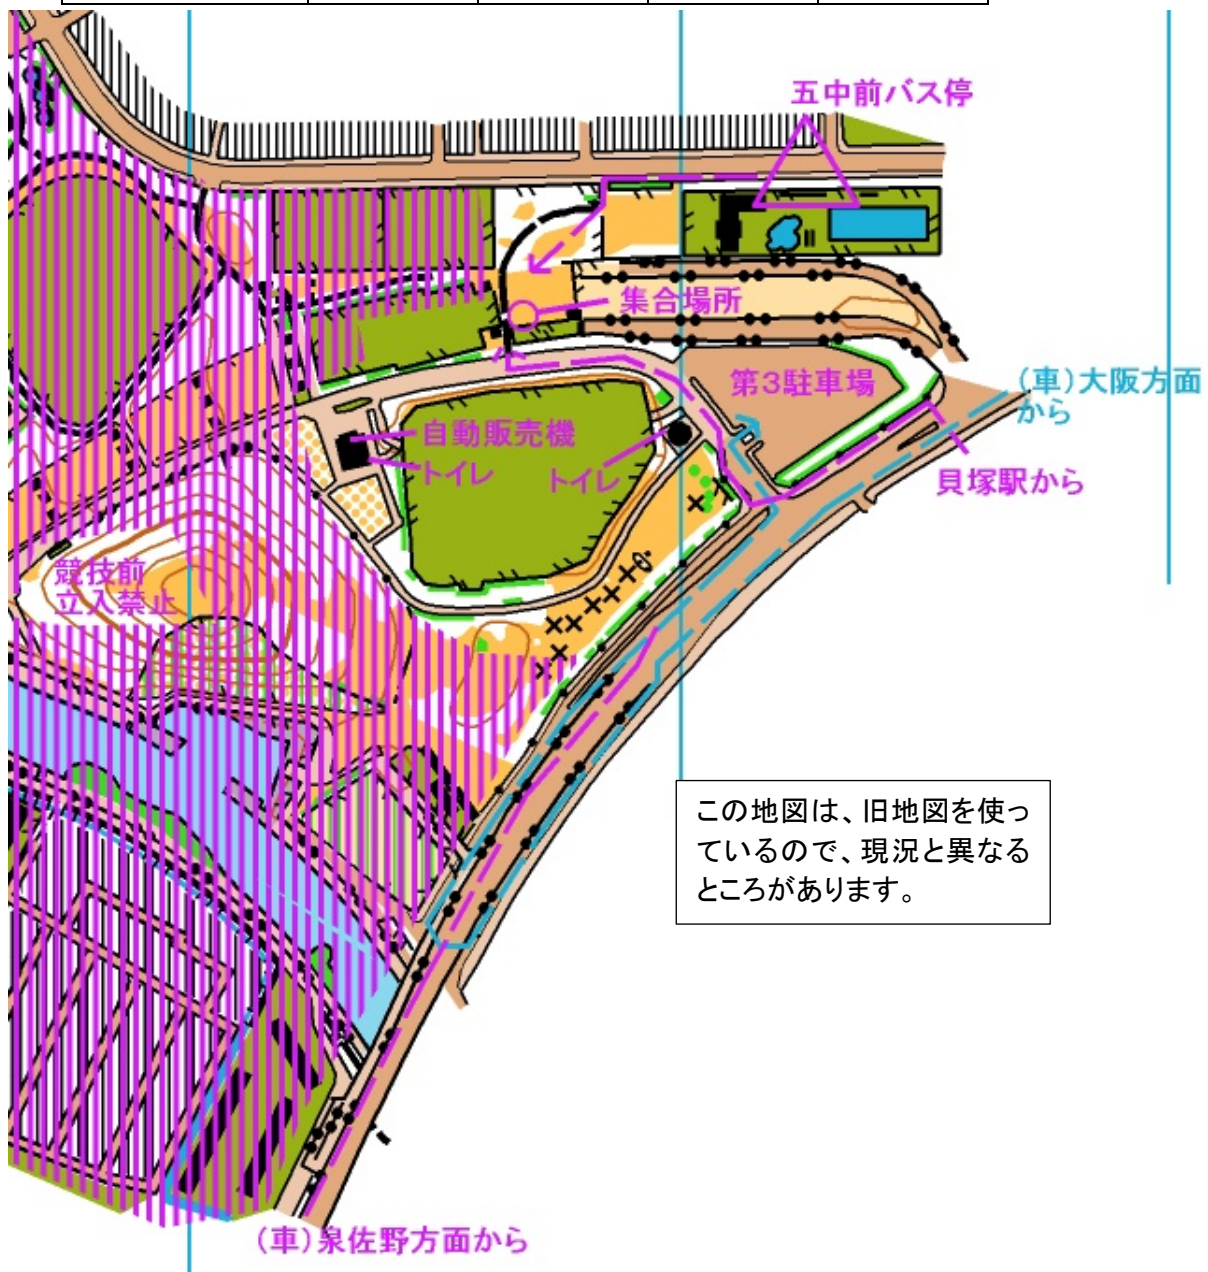 五中前バス停
集合場所
第3駐車場
(車)大阪方面
から
自動販売機
トイレ
トイレ
貝塚駅から
競技前
立入禁止
この地図は、旧地図を使っ
ているので、現況と異なる
ところがあります。
(車)泉佐野方面から